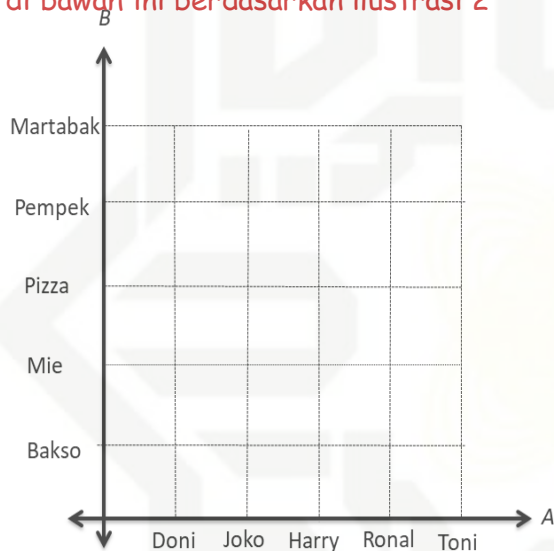 di bawah ini berdasarkan ilustrasi 2
B
Martabak
Pempek
Pizza
Mie
Bakso
A
Doni Joko Harry Ronal Toni